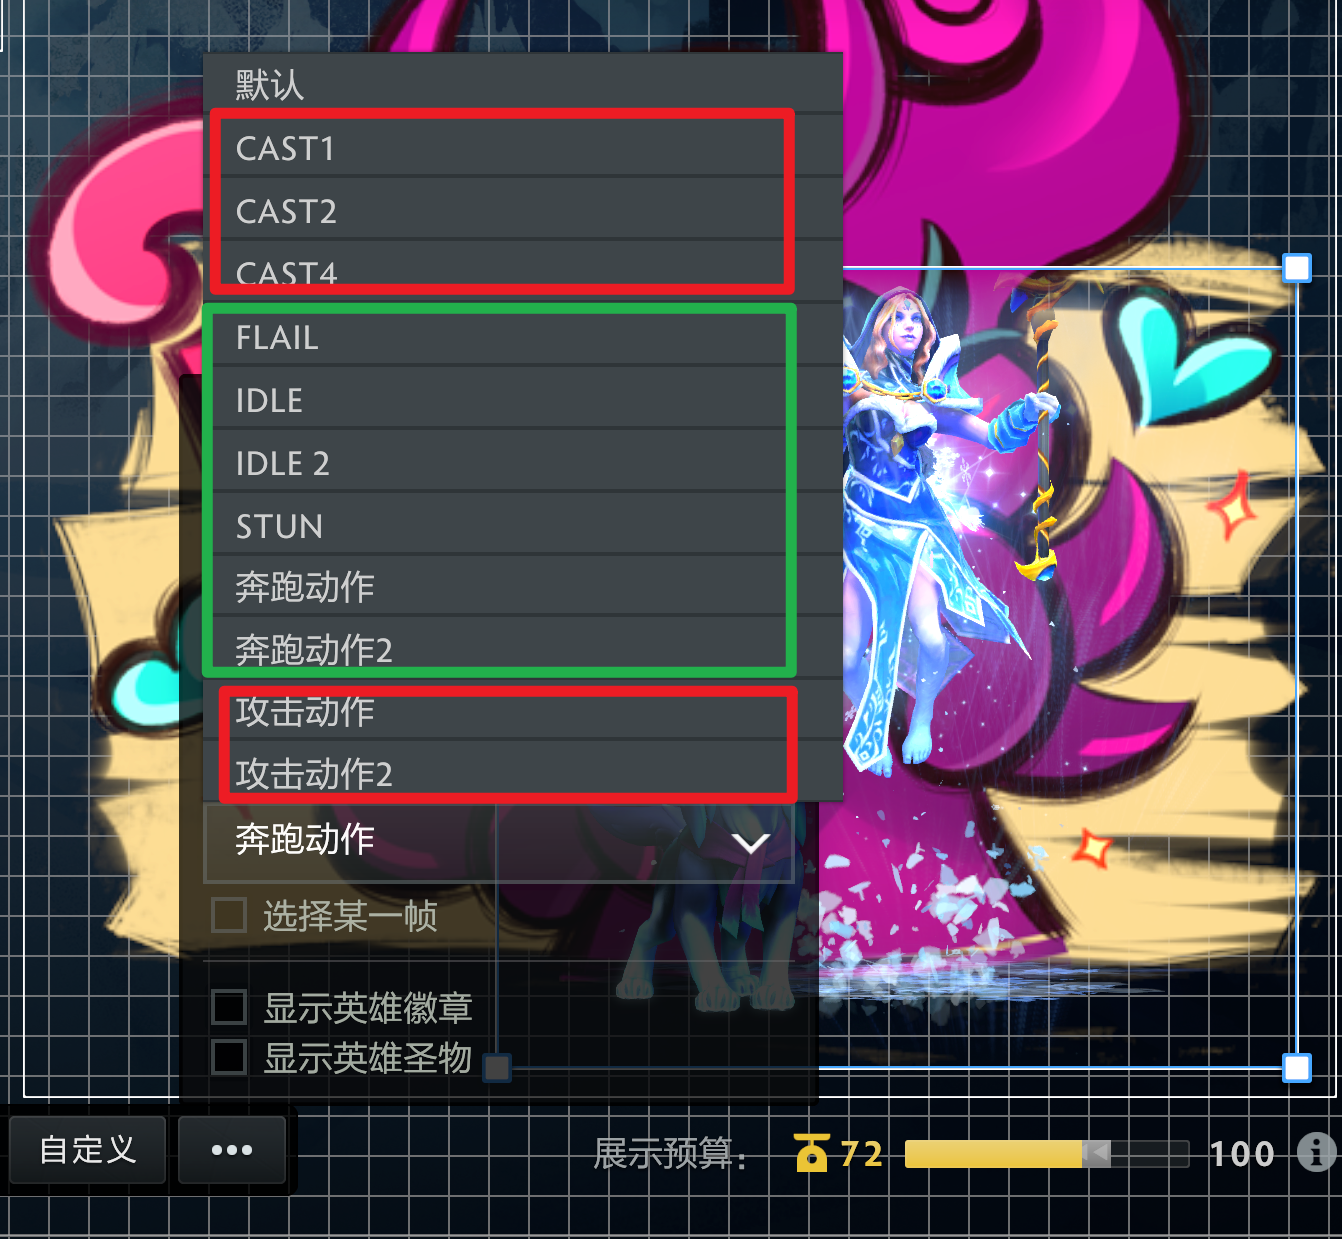 默认
CAST1
CAST2
CAST4
FLAIL
IDLE
IDLE 2
STUN
奔跑动作
奔跑动作2
攻击动作
攻击动作2
奔跑动作
选择某一帧
显示英雄徽章
显示英雄圣物
自定义 •••
展示预算: 72 100 i